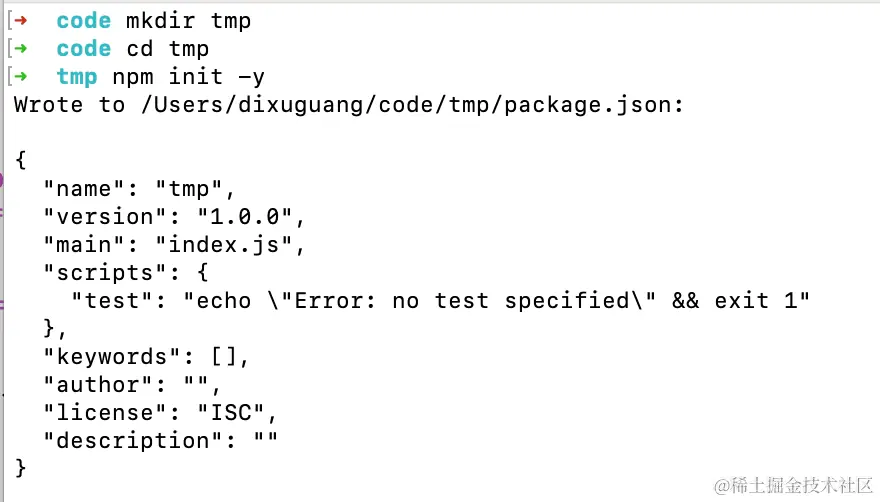 [→ code mkdir tmp
[→ code cd tmp
[→ tmp npm init -y
Wrote to /Users/dixuguang/code/tmp/package.json:
{
  "name": "tmp",
  "version": "1.0.0",
  "main": "index.js",
  "scripts": {
    "test": "echo \"Error: no test specified\" && exit 1"
  },
  "keywords": [],
  "author": "",
  "license": "ISC",
  "description": ""
}
@稀土掘金技术社区